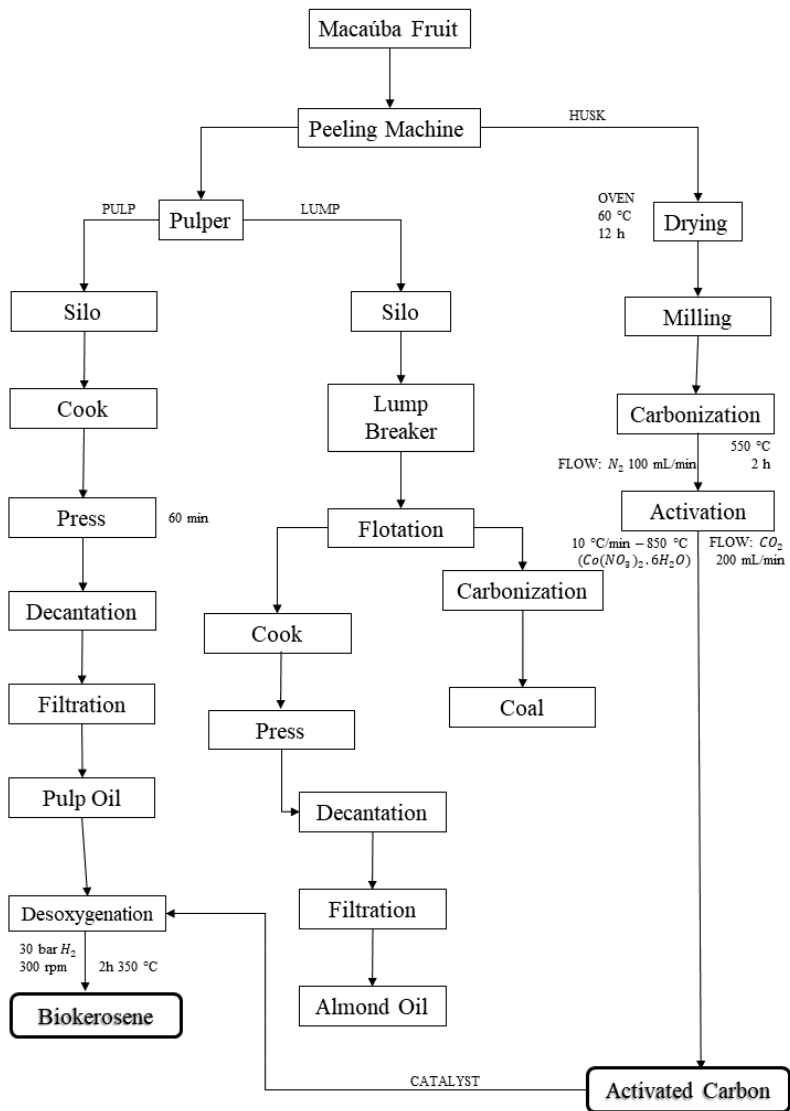 Macaúba Fruit
Peeling Machine
HUSK
PULP
Pulper
LUMP
OVEN
60 °C
12 h
Drying
Silo
Silo
Milling
Cook
Lump
Breaker
Carbonization
550 °C
2 h
FLOW: N₂ 100 mL/min
Press
60 min
Flotation
Activation
10 °C/min – 850 °C
(Co(NO₃)₂.6H₂O)
FLOW: CO₂
200 mL/min
Decantation
Cook
Carbonization
Filtration
Press
Coal
Pulp Oil
Decantation
Desoxygenation
Filtration
30 bar H₂
300 rpm
2h 350 °C
Biokerosene
Almond Oil
CATALYST
Activated Carbon